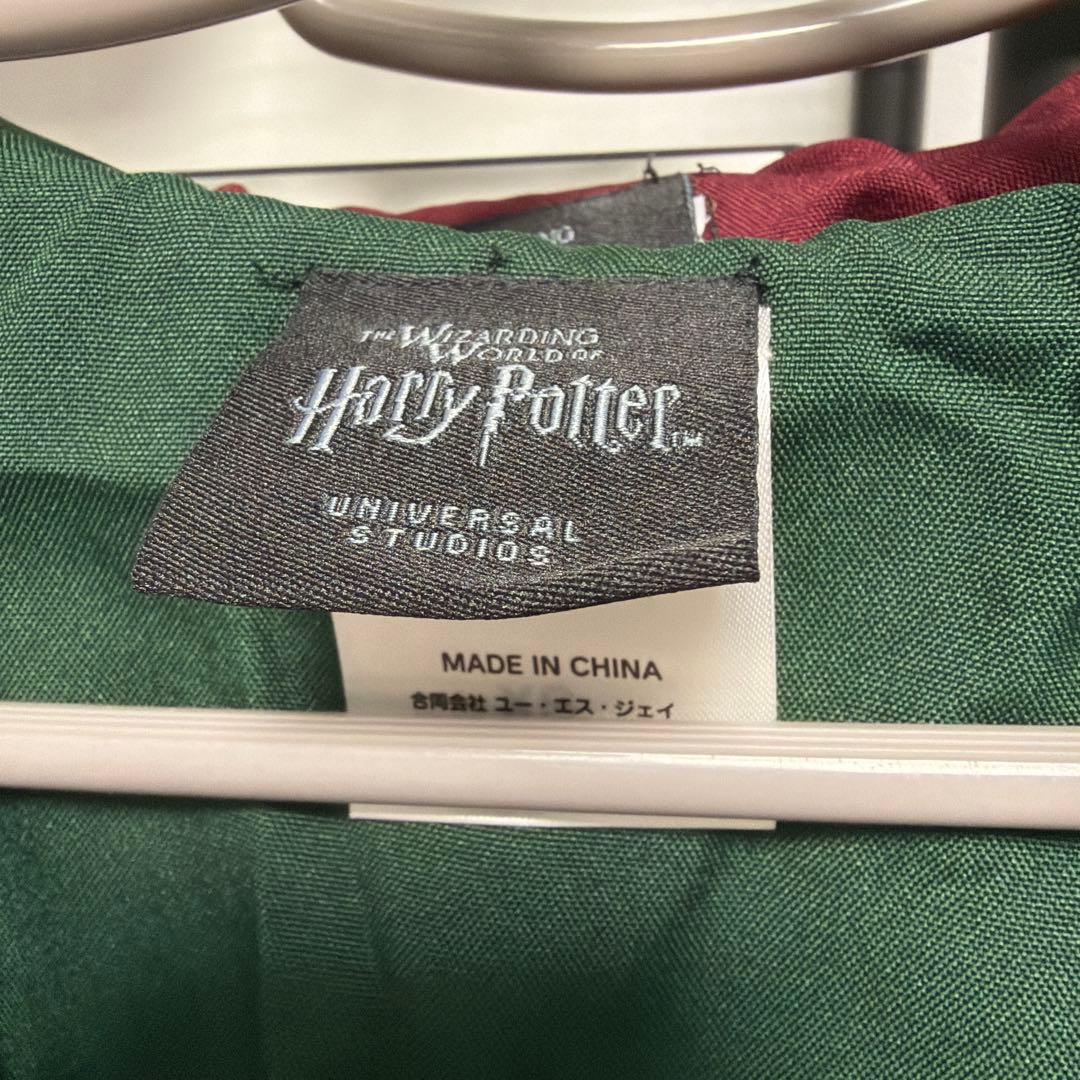 THE WIZARDING
WORLD OF
Harry Potter™
UNIVERSAL
STUDIOS
MADE IN CHINA
合同会社 ユー・エス・ジェイ